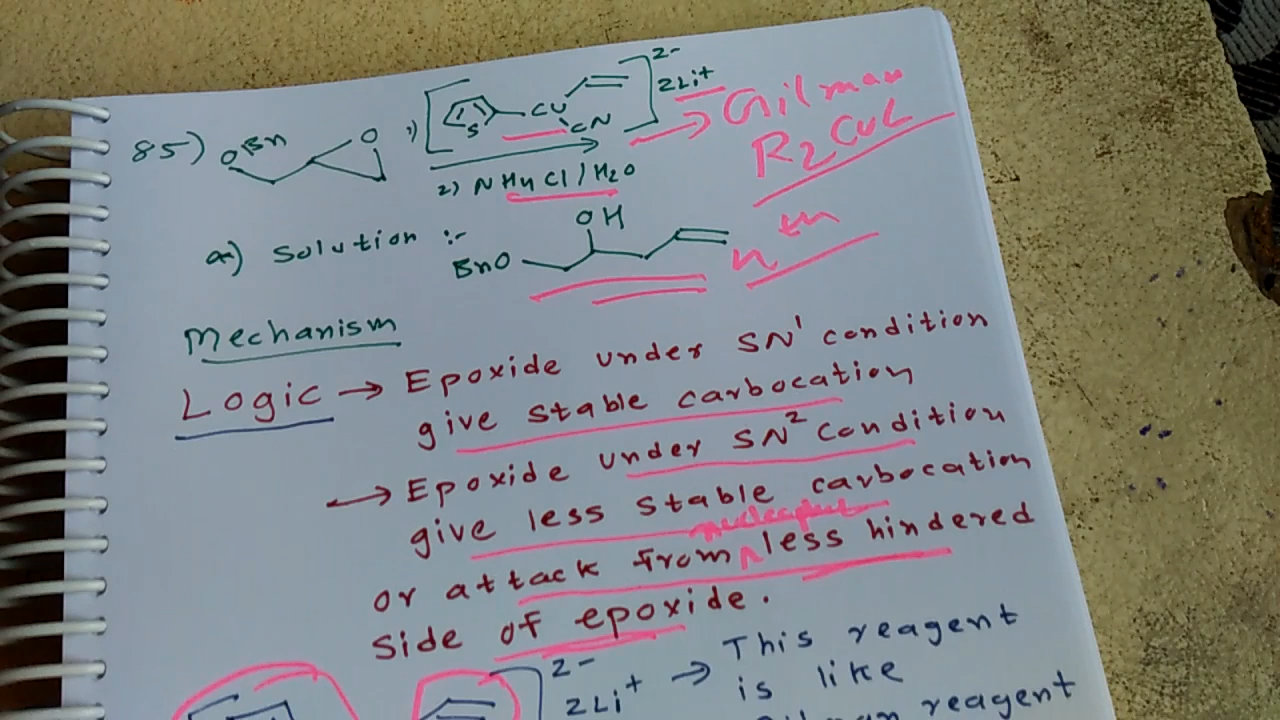 85) OBn O 1) [ S Cu CN ]2- 2Li+ → Gilman
R2CuL
2) NH4Cl/H2O
a) Solution :- BnO OH nth
Mechanism
Logic → Epoxide under SN1 condition
give stable carbocation
→ Epoxide under SN2 condition
give less stable carbocation
nucleophile
or attack from less hindered
side of epoxide.
]2- 2Li+ → This reagent
is like
reagent